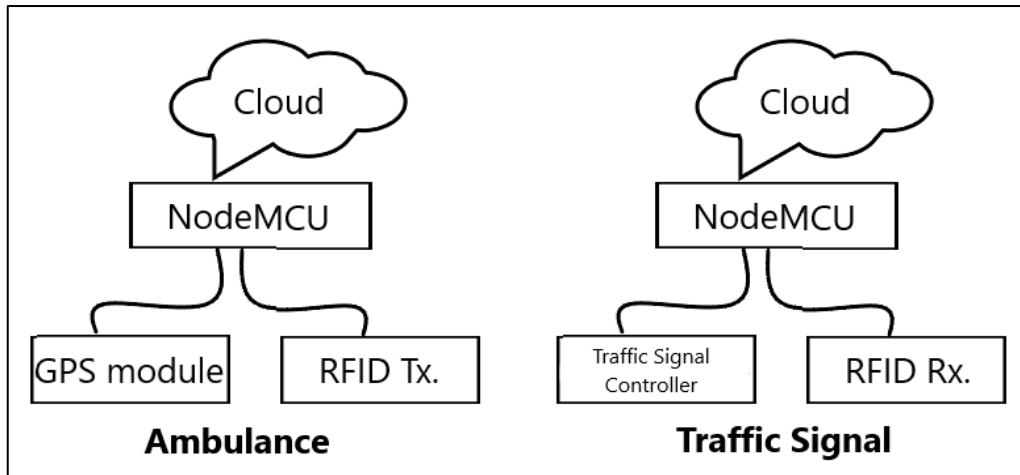 Cloud
NodeMCU
GPS module
RFID Tx.
Ambulance
Cloud
NodeMCU
Traffic Signal
Controller
RFID Rx.
Traffic Signal